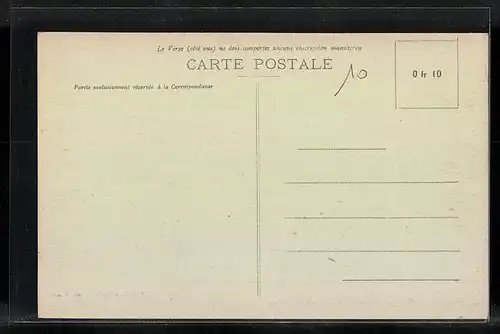 Le Verso (côté vue) ne doit comporter aucune inscription manuscrite
CARTE POSTALE
10
0 fr 10
Partie exclusivement réservée à la Correspondance